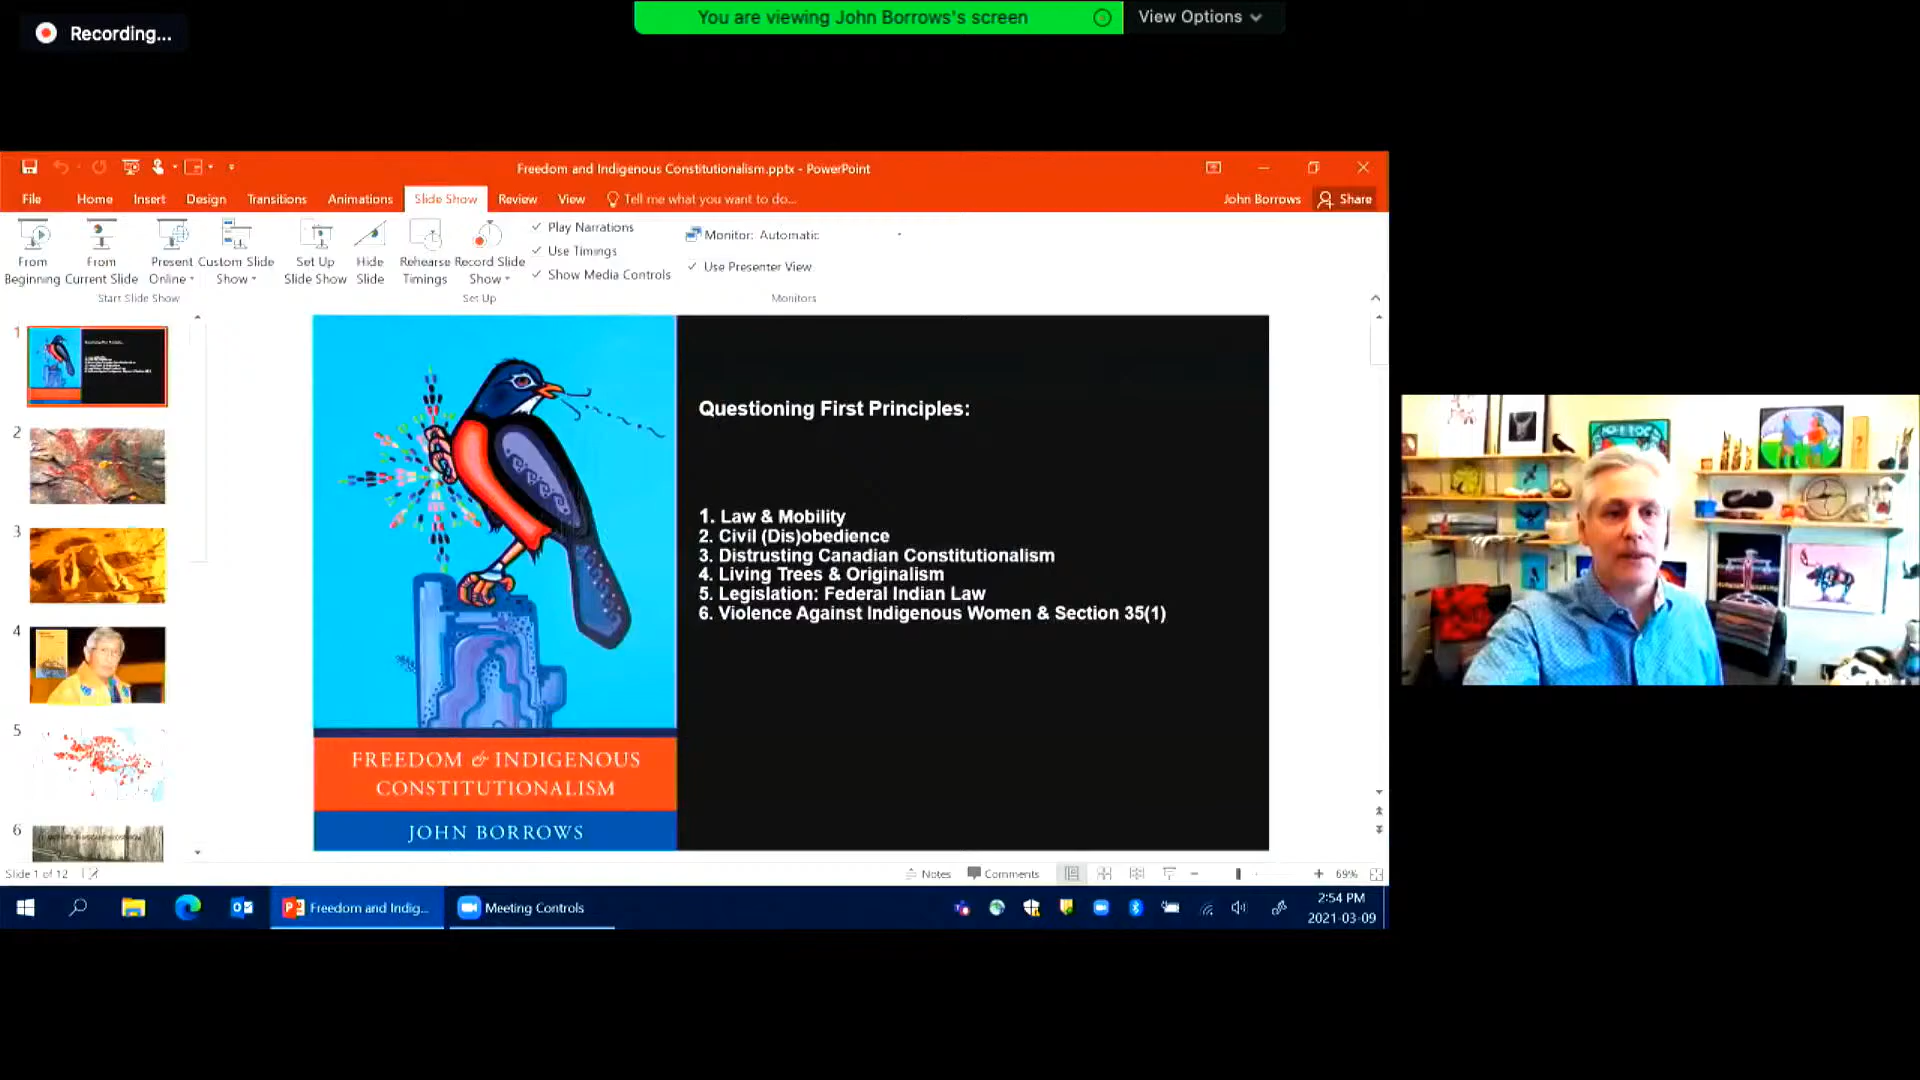 Recording...
You are viewing John Borrows's screen
View Options
Freedom and Indigenous Constitutionalism.pptx - PowerPoint
File Home Insert Design Transitions Animations Slide Show Review View Tell me what you want to do...
John Borrows Share
From Beginning
From Current Slide
Present Online
Custom Slide Show
Set Up Slide Show
Hide Slide
Rehearse Timings
Record Slide Show
Play Narrations
Use Timings
Show Media Controls
Monitor: Automatic
Use Presenter View
Start Slide Show
Set Up
Monitors
1
2
3
4
5
6
FREEDOM & INDIGENOUS
CONSTITUTIONALISM
JOHN BORROWS
Questioning First Principles:
1. Law & Mobility
2. Civil (Dis)obedience
3. Distrusting Canadian Constitutionalism
4. Living Trees & Originalism
5. Legislation: Federal Indian Law
6. Violence Against Indigenous Women & Section 35(1)
Slide 1 of 12
Notes
Comments
69%
Freedom and Indig...
Meeting Controls
2:54 PM
2021-03-09